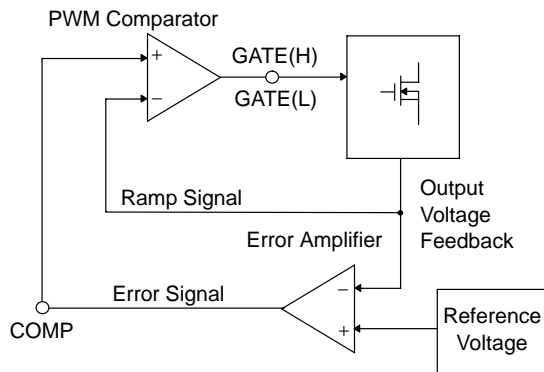 PWM Comparator
+
−
GATE(H)
GATE(L)
Ramp Signal
Output
Voltage
Feedback
Error Amplifier
−
+
Error Signal
COMP
Reference
Voltage